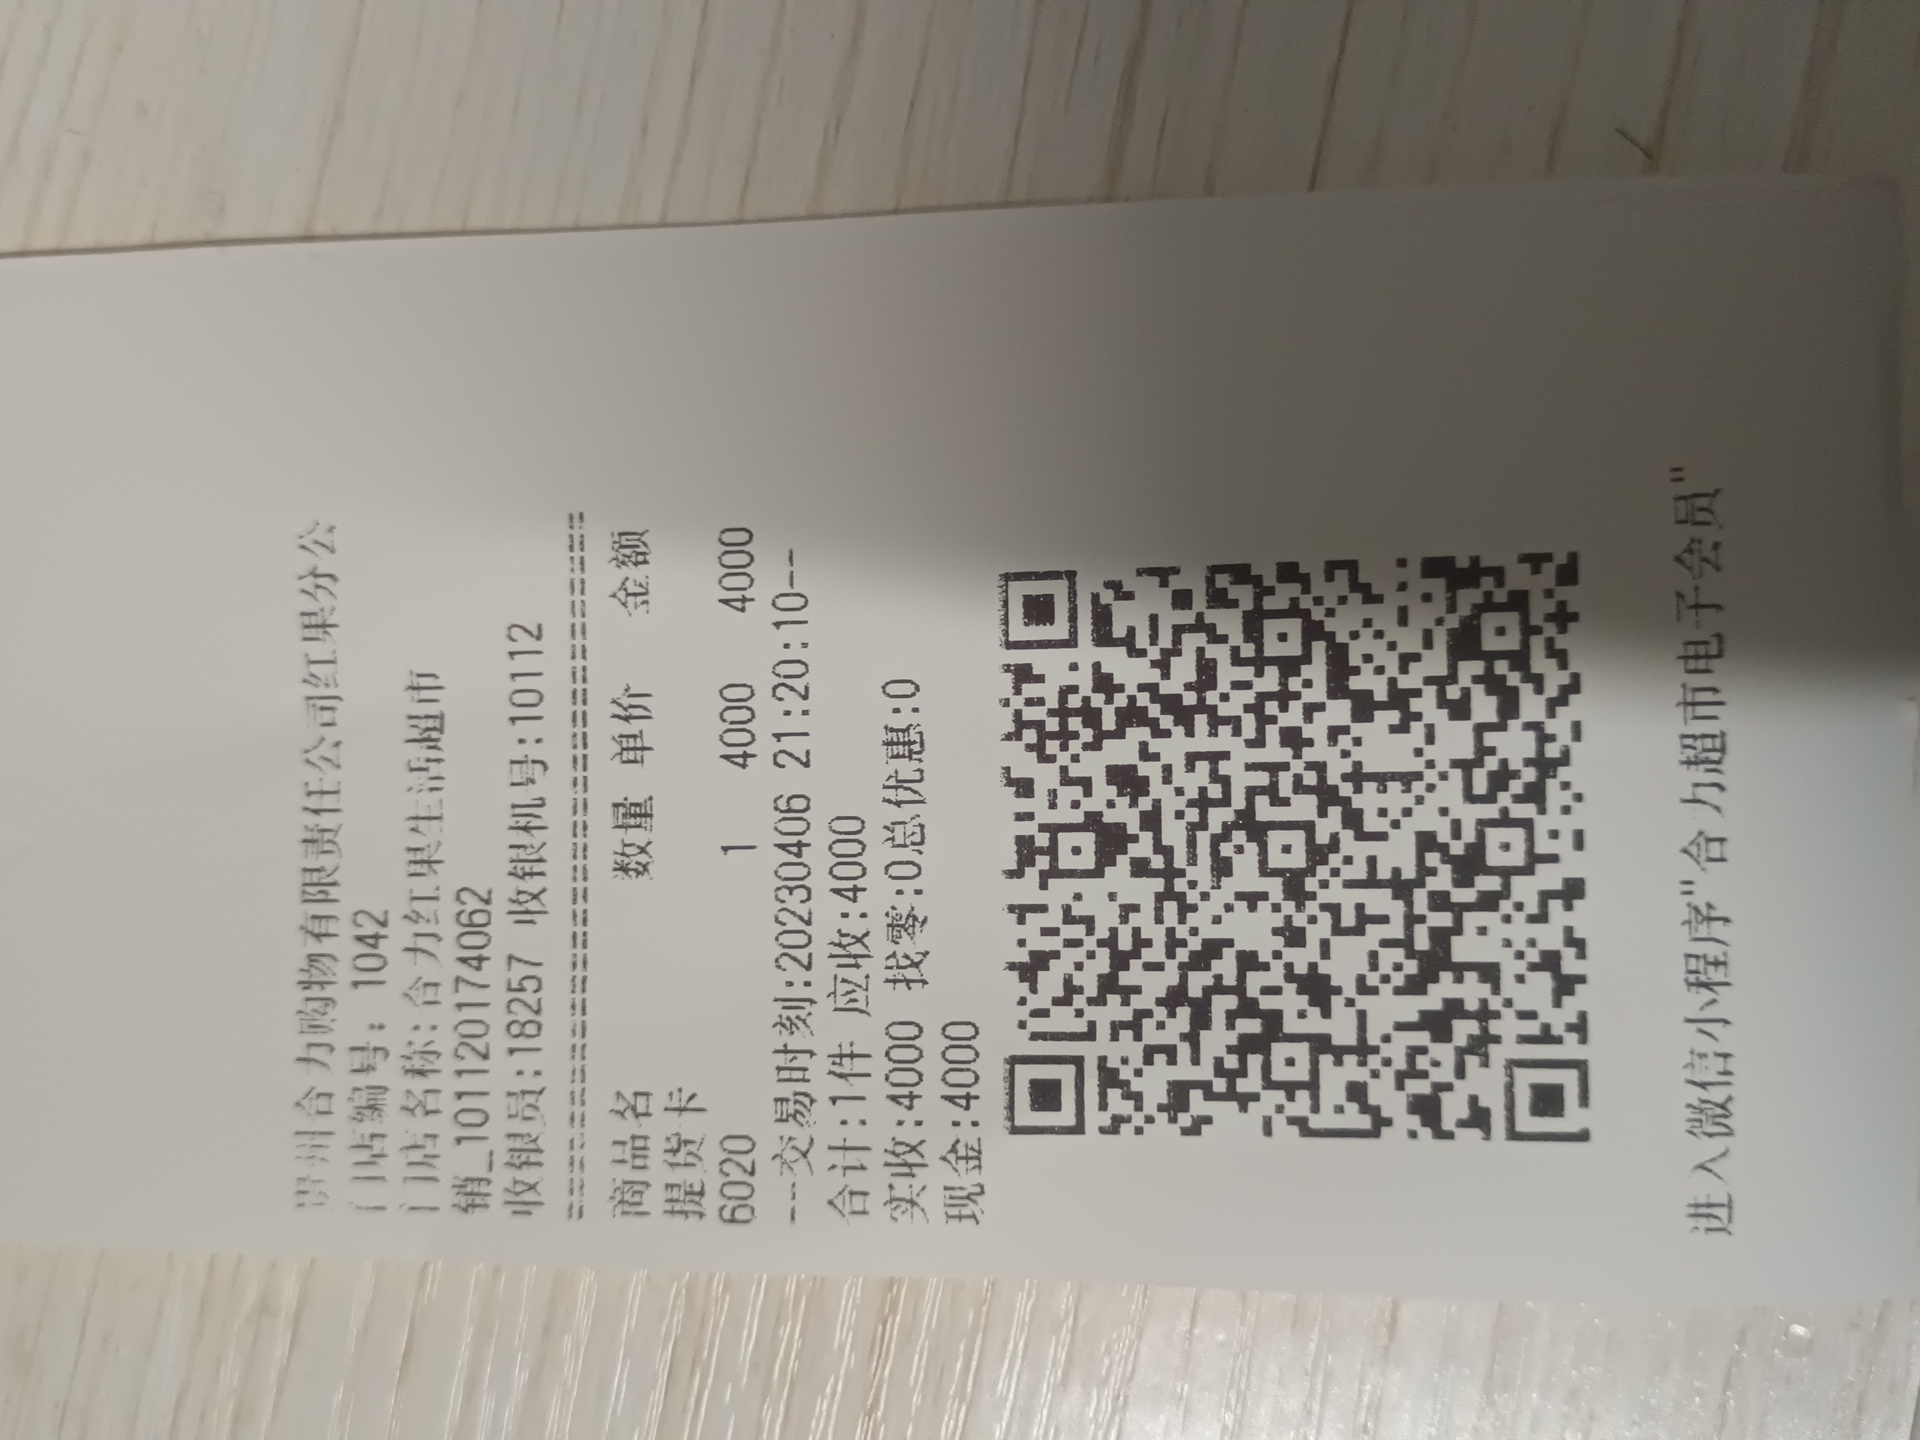 贵州合力购物有限责任公司红果分公
门店编号: 1042
门店名称:合力红果生活超市
销_1011201174062
收银员:18257 收银机号:10112
商品名 数量 单价 金额
提货卡
6020 1 4000 4000
--交易时刻:20230406 21:20:10--
合计:1件 应收:4000
实收:4000 找零:0总优惠:0
现金:4000
进入微信小程序"合力超市电子会员"